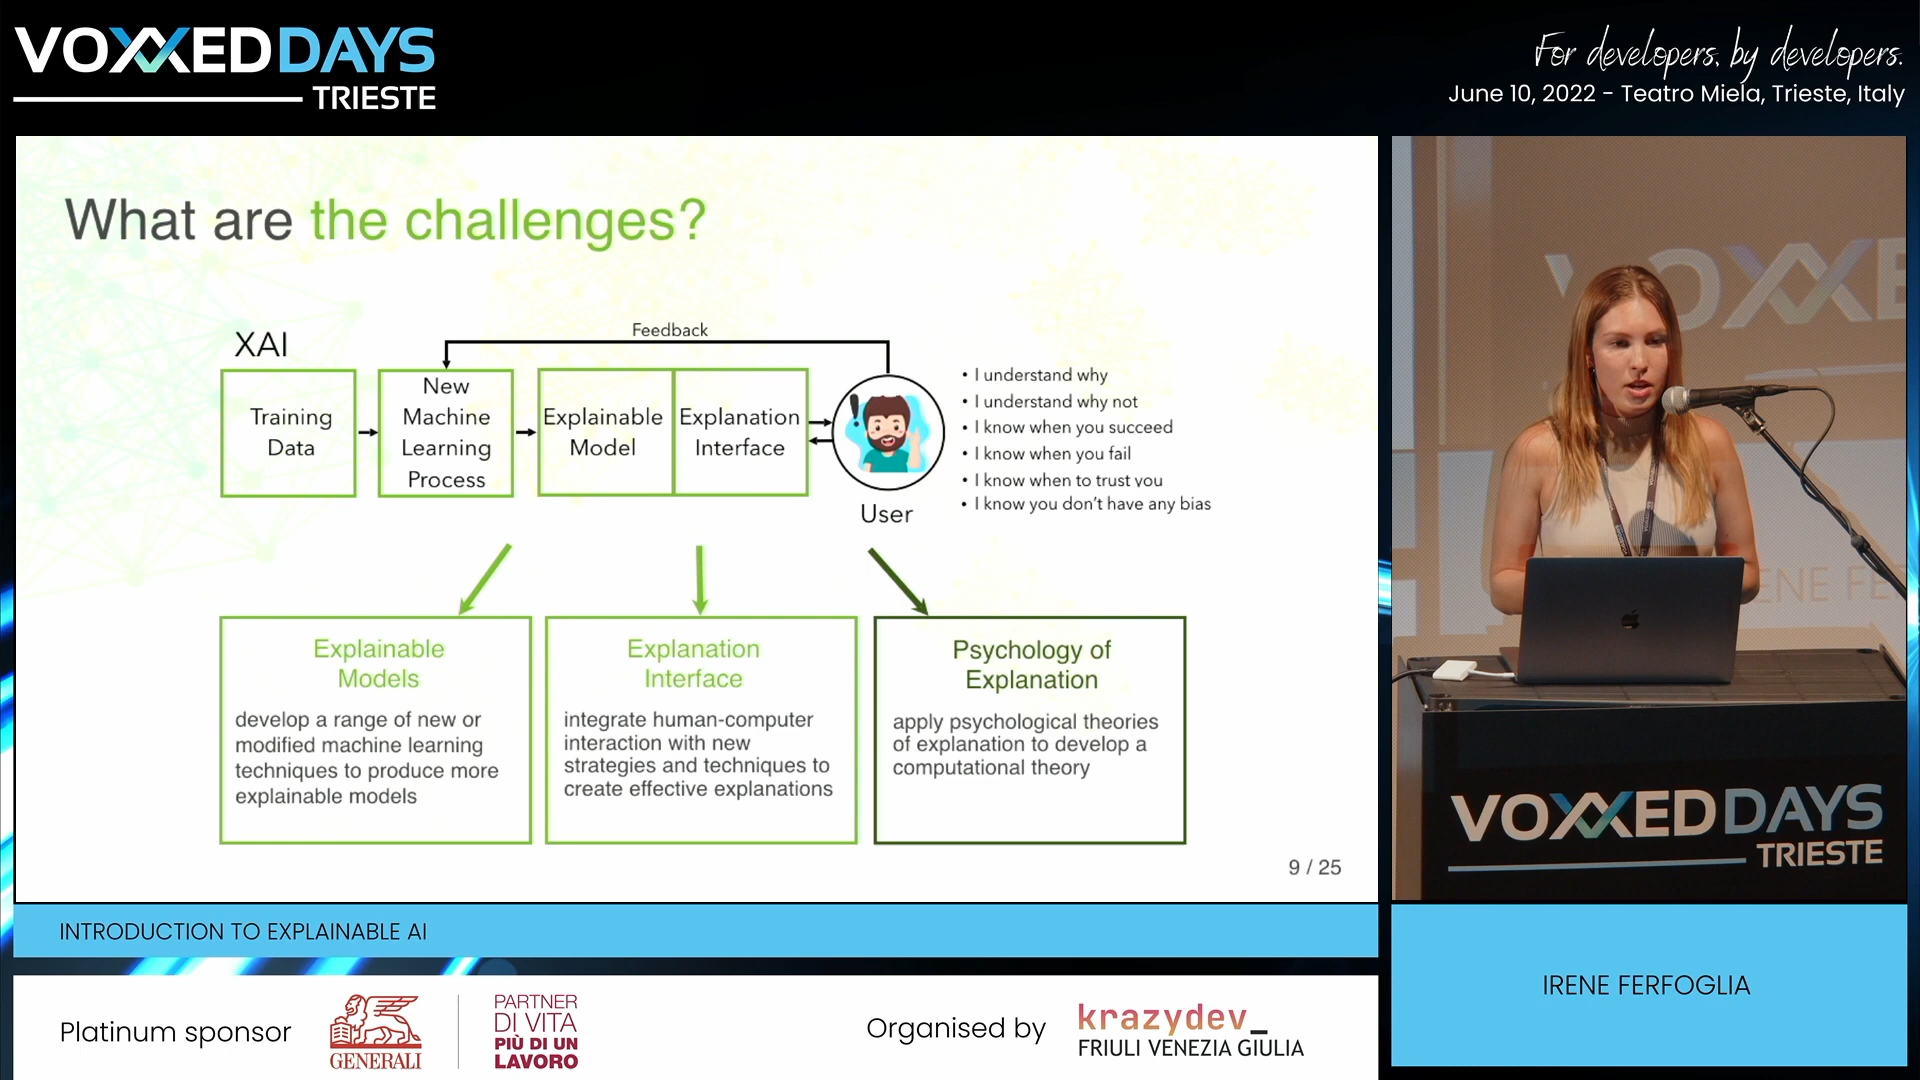 VOXXEDDAYS
TRIESTE
For developers, by developers.
June 10, 2022 - Teatro Miela, Trieste, Italy
What are the challenges?
XAI
Feedback
Training
Data
New
Machine
Learning
Process
Explainable
Model
Explanation
Interface
User
• I understand why
• I understand why not
• I know when you succeed
• I know when you fail
• I know when to trust you
• I know you don't have any bias
Explainable
Models
develop a range of new or
modified machine learning
techniques to produce more
explainable models
Explanation
Interface
integrate human-computer
interaction with new
strategies and techniques to
create effective explanations
Psychology of
Explanation
apply psychological theories
of explanation to develop a
computational theory
9 / 25
VOXXE
ENE FER
VOXXEDDAYS
TRIESTE
INTRODUCTION TO EXPLAINABLE AI
IRENE FERFOGLIA
Platinum sponsor
GENERALI
PARTNER
DI VITA
PIÙ DI UN
LAVORO
Organised by
krazydev_
FRIULI VENEZIA GIULIA